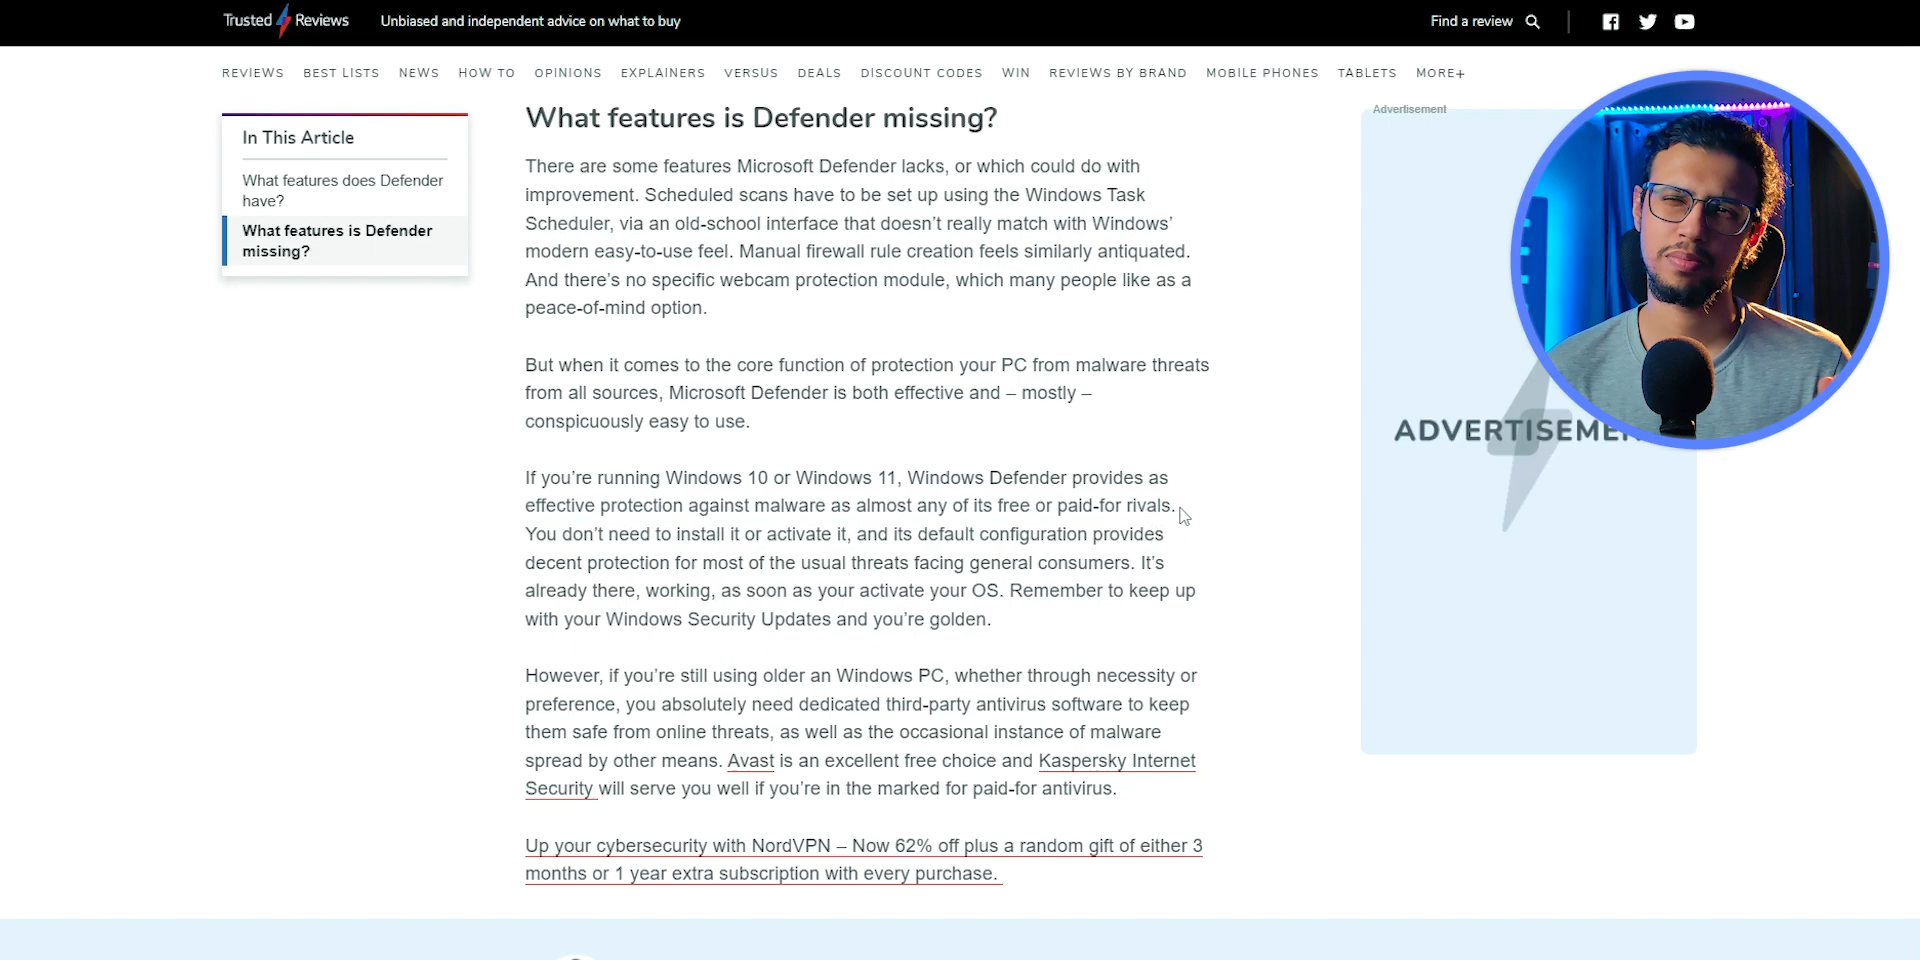 Trusted Reviews
Unbiased and independent advice on what to buy
Find a review
REVIEWS BEST LISTS NEWS HOW TO OPINIONS EXPLAINERS VERSUS DEALS DISCOUNT CODES WIN REVIEWS BY BRAND MOBILE PHONES TABLETS MORE+
In This Article
What features does Defender
have?
What features is Defender
missing?
What features is Defender missing?
There are some features Microsoft Defender lacks, or which could do with
improvement. Scheduled scans have to be set up using the Windows Task
Scheduler, via an old-school interface that doesn’t really match with Windows’
modern easy-to-use feel. Manual firewall rule creation feels similarly antiquated.
And there’s no specific webcam protection module, which many people like as a
peace-of-mind option.
But when it comes to the core function of protection your PC from malware threats
from all sources, Microsoft Defender is both effective and – mostly –
conspicuously easy to use.
If you’re running Windows 10 or Windows 11, Windows Defender provides as
effective protection against malware as almost any of its free or paid-for rivals.
You don’t need to install it or activate it, and its default configuration provides
decent protection for most of the usual threats facing general consumers. It’s
already there, working, as soon as your activate your OS. Remember to keep up
with your Windows Security Updates and you’re golden.
However, if you’re still using older an Windows PC, whether through necessity or
preference, you absolutely need dedicated third-party antivirus software to keep
them safe from online threats, as well as the occasional instance of malware
spread by other means. Avast is an excellent free choice and Kaspersky Internet
Security will serve you well if you’re in the marked for paid-for antivirus.
Up your cybersecurity with NordVPN – Now 62% off plus a random gift of either 3
months or 1 year extra subscription with every purchase.
Advertisement